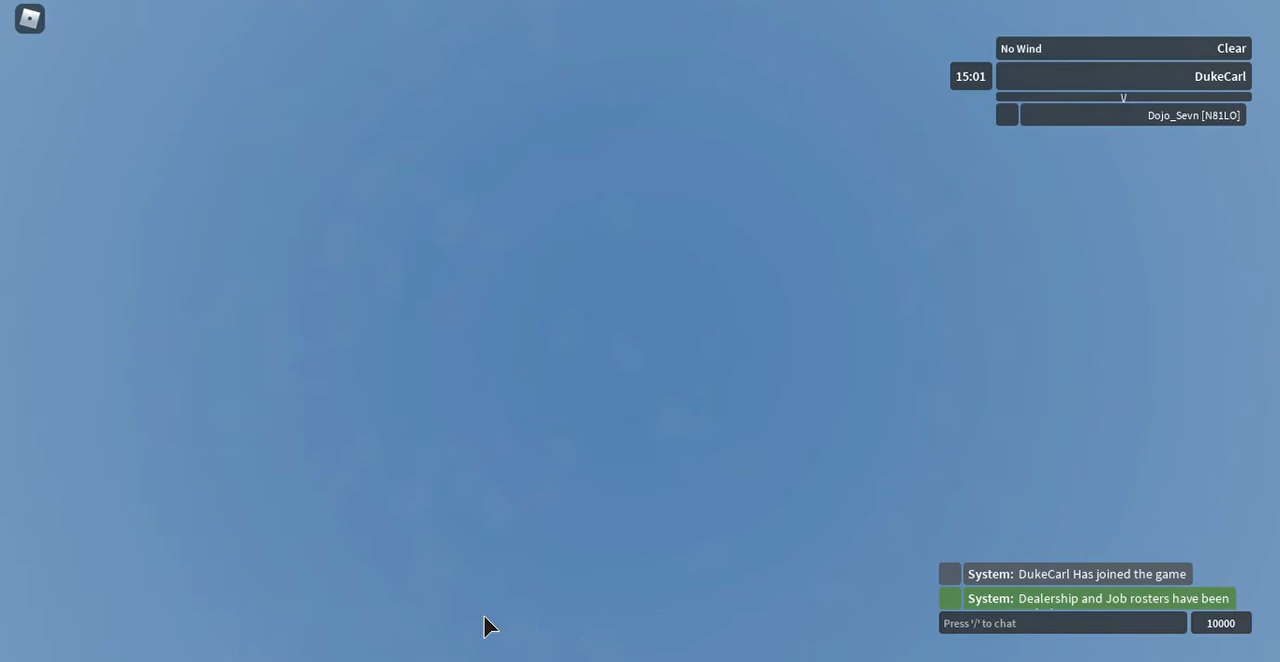 No Wind Clear
15:01 DukeCarl
V
Dojo_Sevn [N81LO]
System: DukeCarl Has joined the game
System: Dealership and Job rosters have been
Press '/' to chat 10000